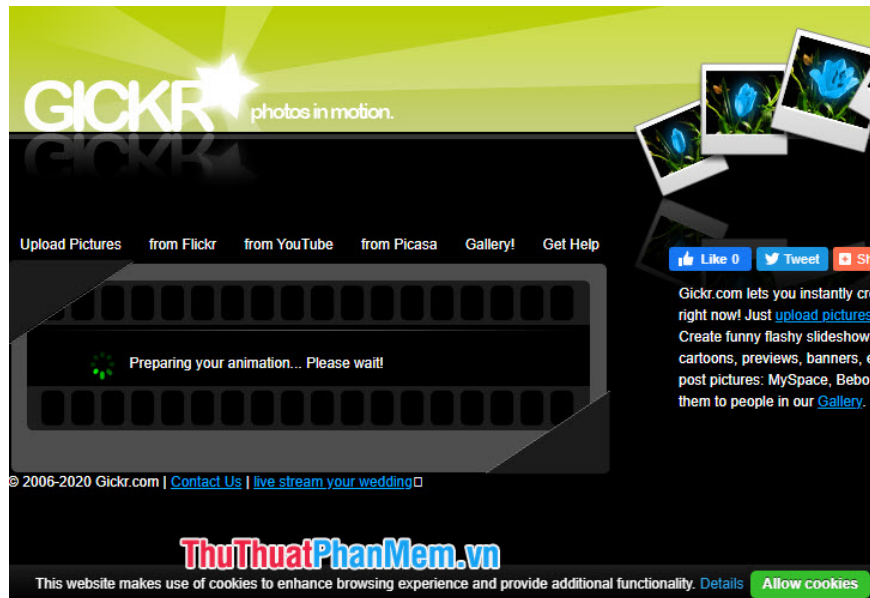 GICKR
photos in motion.
Upload Pictures from Flickr from YouTube from Picasa Gallery! Get Help
Like 0 Tweet Sh
Gickr.com lets you instantly cre
right now! Just upload pictures
Create funny flashy slideshow
cartoons, previews, banners, e
post pictures: MySpace, Bebo
them to people in our Gallery.
Preparing your animation... Please wait!
© 2006-2020 Gickr.com | Contact Us | live stream your wedding
ThuThuatPhanMem.vn
This website makes use of cookies to enhance browsing experience and provide additional functionality. Details Allow cookies